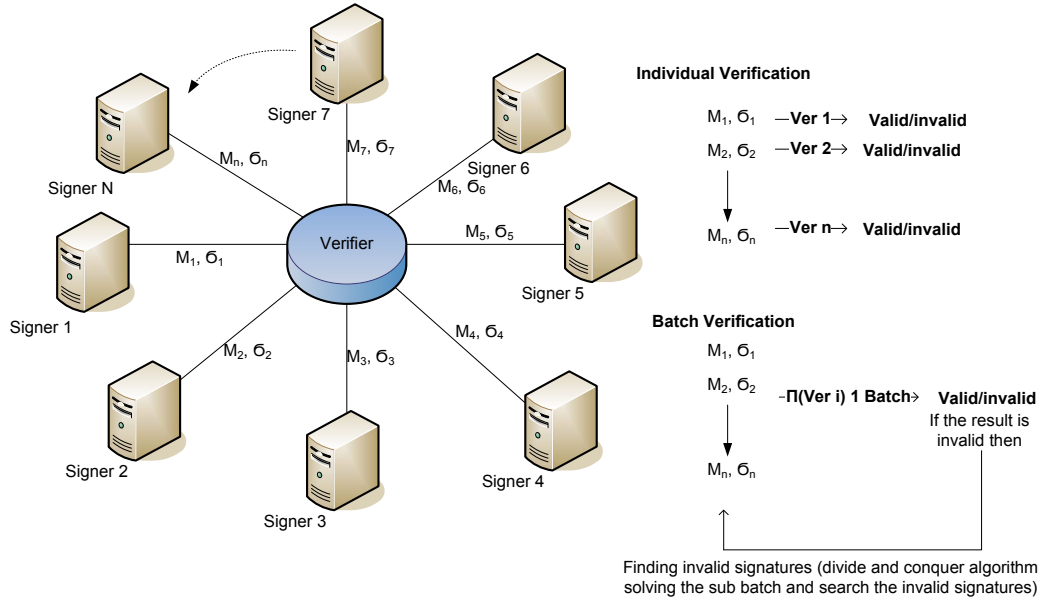 Signer 7
Signer N
Signer 6
Signer 1
Signer 5
Signer 2
Signer 3
Signer 4
Verifier
Mn, σn
M7, σ7
M6, σ6
M1, σ1
M5, σ5
M2, σ2
M3, σ3
M4, σ4
Individual Verification
M1, σ1 Ver 1 Valid/invalid
M2, σ2 Ver 2 Valid/invalid
Mn, σn Ver n Valid/invalid
Batch Verification
M1, σ1
M2, σ2
Π(Ver i) 1 Batch Valid/invalid
If the result is
invalid then
Mn, σn
Finding invalid signatures (divide and conquer algorithm
solving the sub batch and search the invalid signatures)